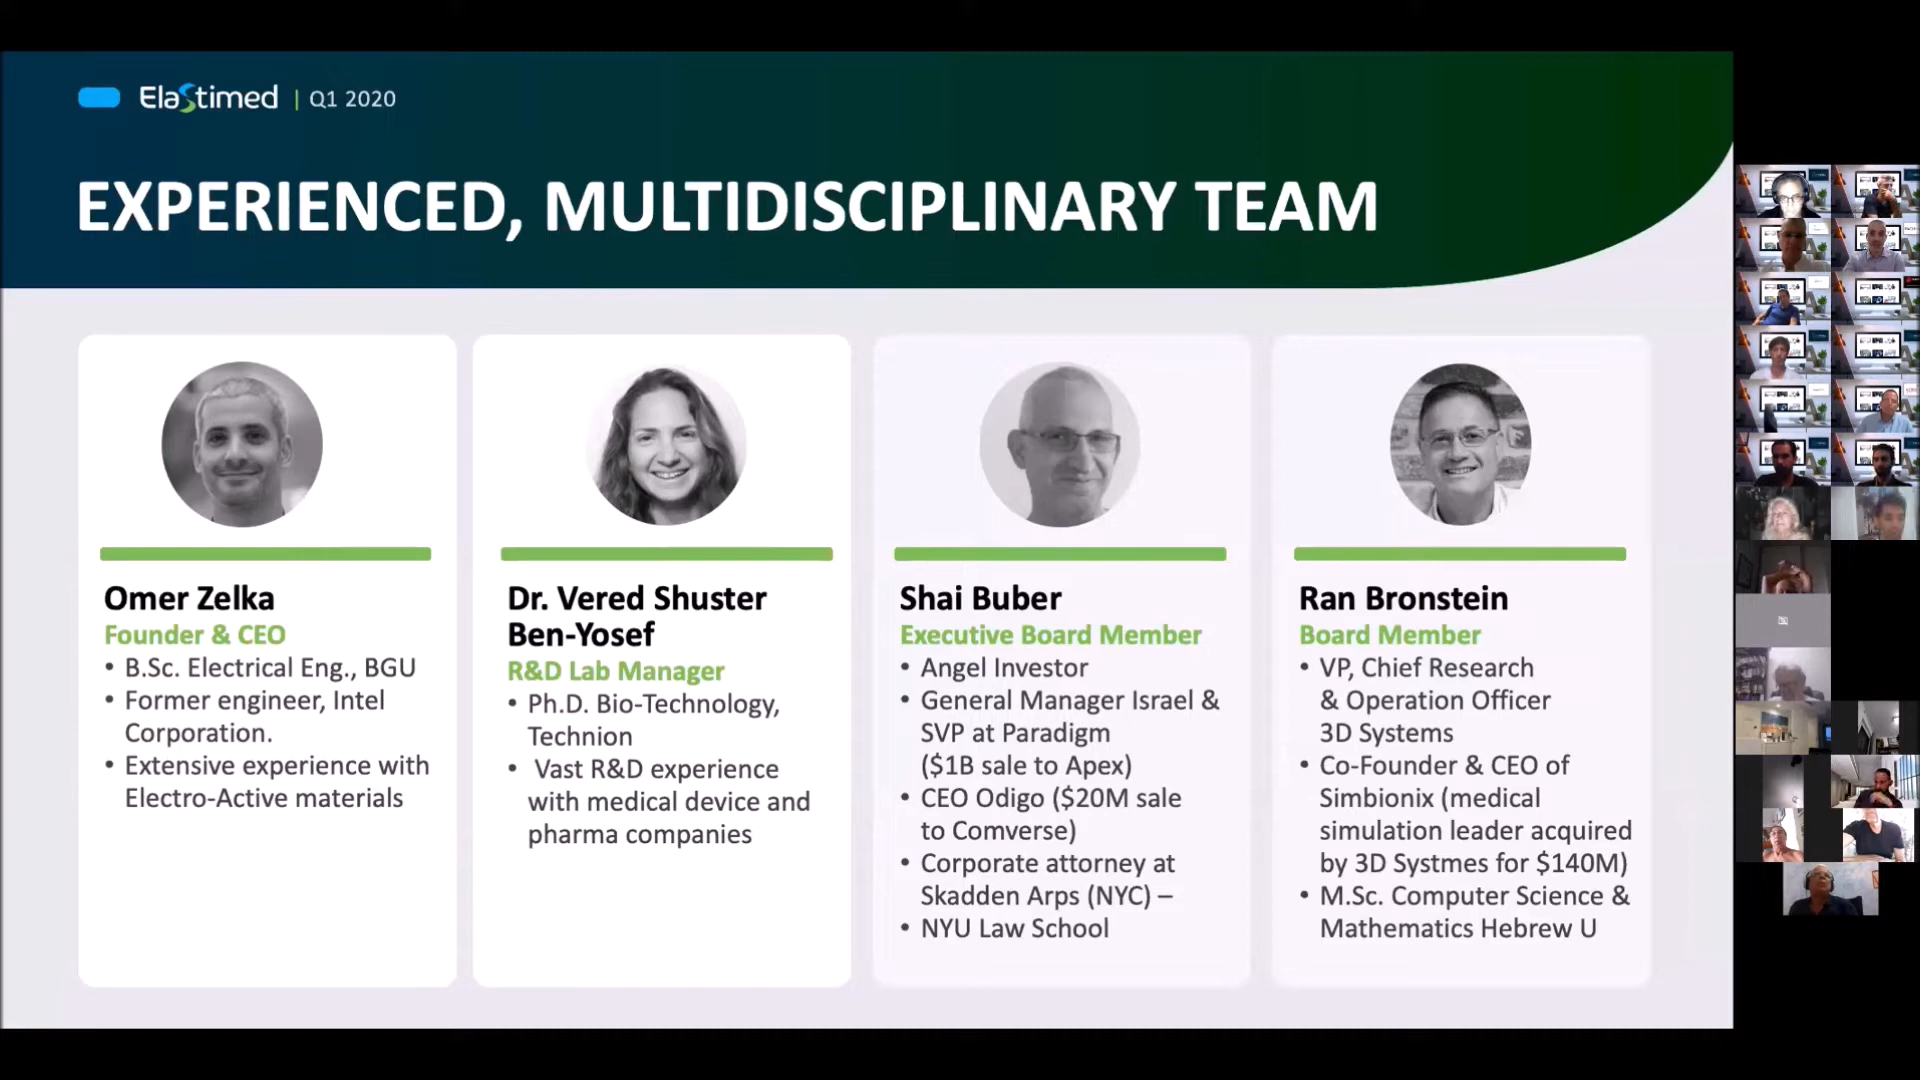 Elastimed | Q1 2020
EXPERIENCED, MULTIDISCIPLINARY TEAM
Omer Zelka
Founder & CEO
• B.Sc. Electrical Eng., BGU
• Former engineer, Intel
Corporation.
• Extensive experience with
Electro-Active materials
Dr. Vered Shuster
Ben-Yosef
R&D Lab Manager
• Ph.D. Bio-Technology,
Technion
• Vast R&D experience
with medical device and
pharma companies
Shai Buber
Executive Board Member
• Angel Investor
• General Manager Israel &
SVP at Paradigm
($1B sale to Apex)
• CEO Odigo ($20M sale
to Comverse)
• Corporate attorney at
Skadden Arps (NYC) –
• NYU Law School
Ran Bronstein
Board Member
• VP, Chief Research
& Operation Officer
3D Systems
• Co-Founder & CEO of
Simbionix (medical
simulation leader acquired
by 3D Systmes for $140M)
• M.Sc. Computer Science &
Mathematics Hebrew U